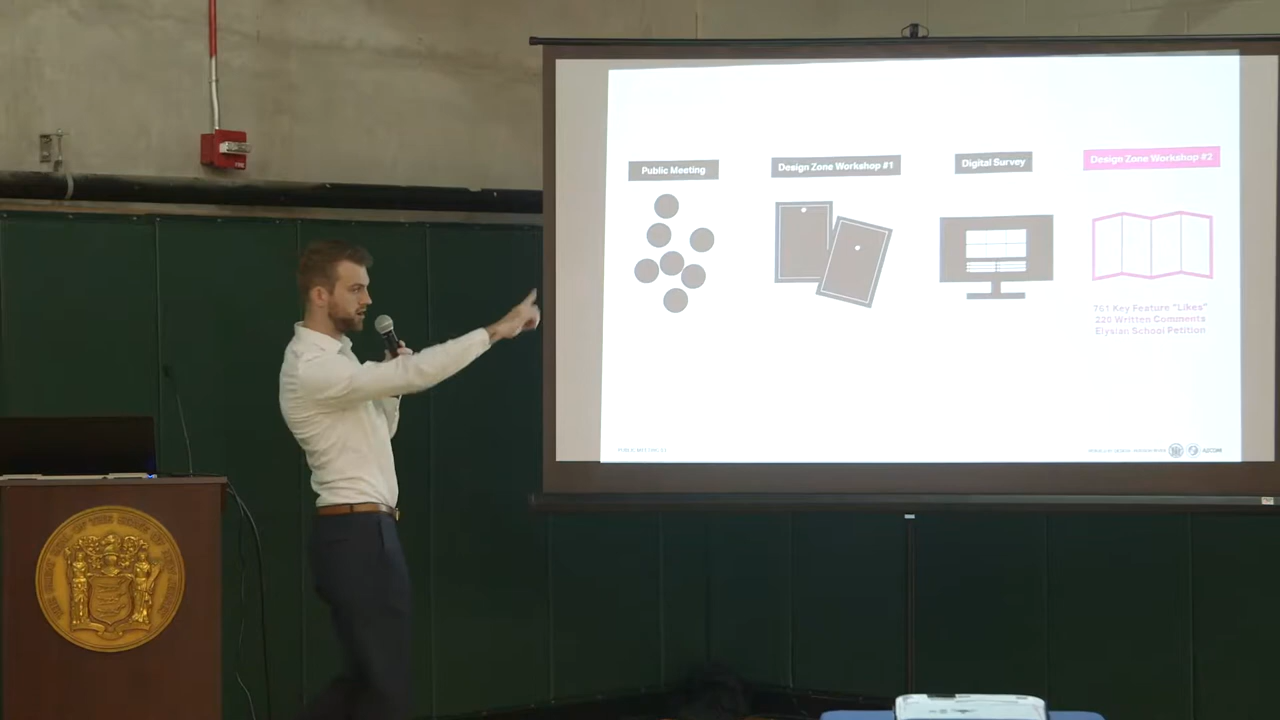 Public Meeting
Design Zone Workshop #1
Digital Survey
Design Zone Workshop #2
761 Key Feature "Likes"
220 Written Comments
Elysian School Petition
AECOM